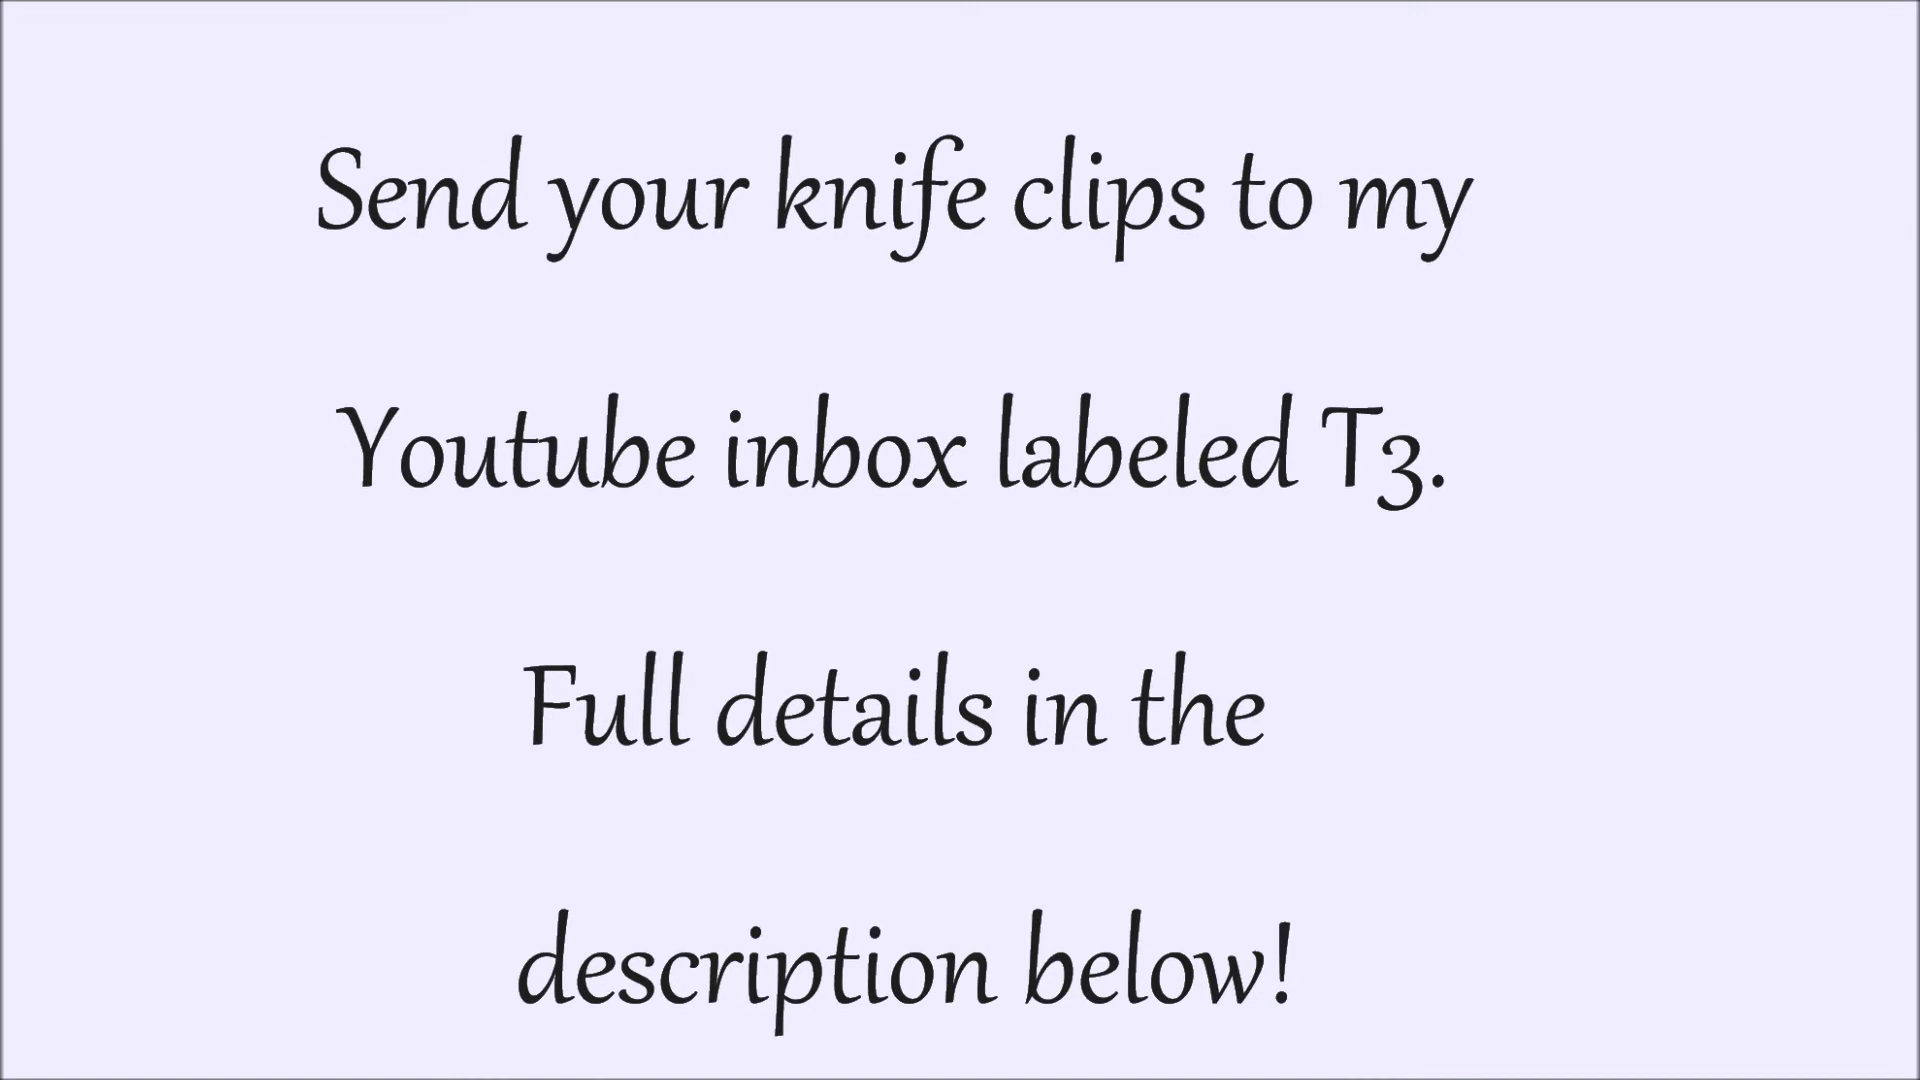 Send your knife clips to my
Youtube inbox labeled T3.
Full details in the
description below!